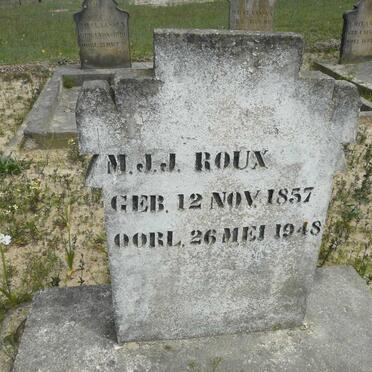 M.J.J. ROUX
GEB. 12 NOV. 1857
OORL. 26 MEI 1948